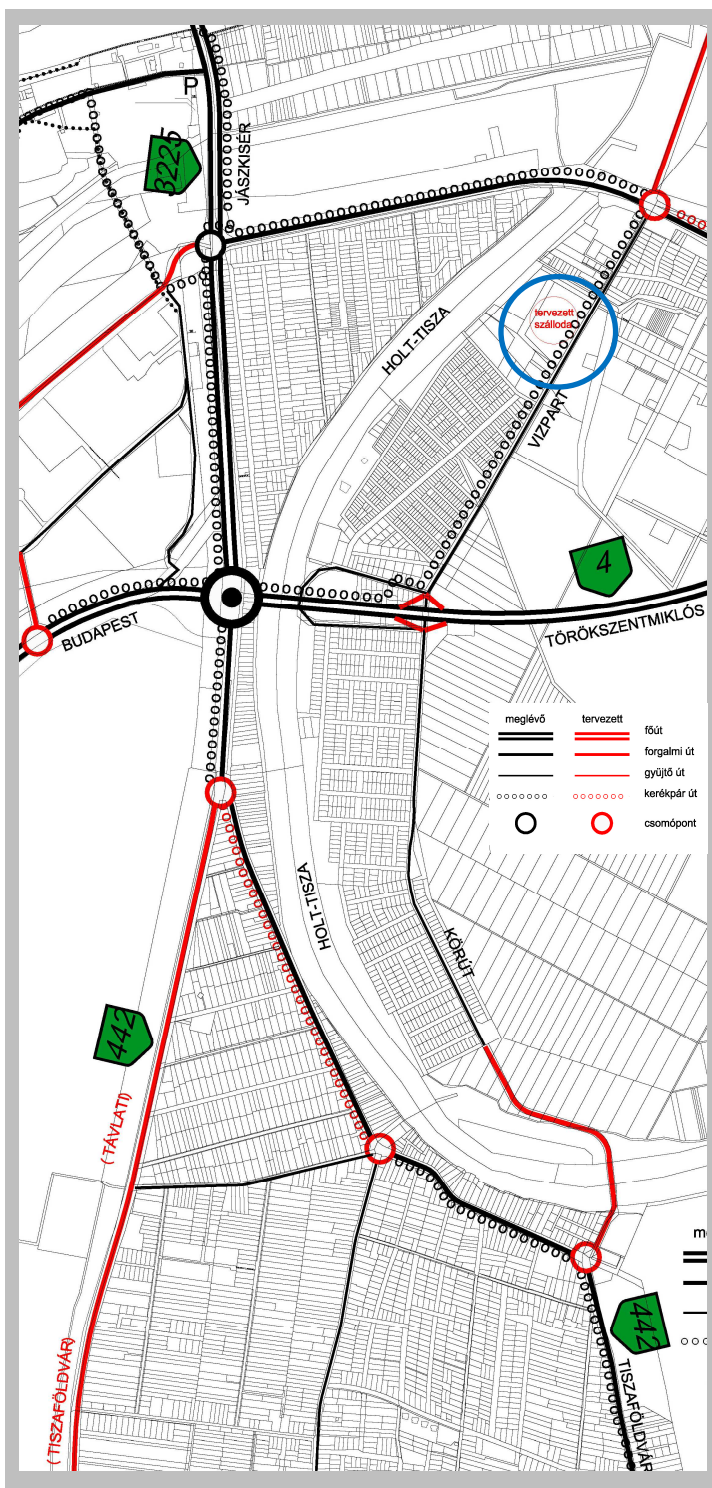 P
3225
JÁSZKISÉR
HOLT-TISZA
tervezett
szálloda
VIZPART
4
BUDAPEST
TÖRÖKSZENTMIKLÓS
meglévő tervezett
főút
forgalmi út
gyüjtő út
kerékpár út
csomópont
HOLT-TISZA
KÖRÚT
442
(TÁVLATI)
442
TISZAFÖLDVÁR
(TISZAFÖLDVÁR)